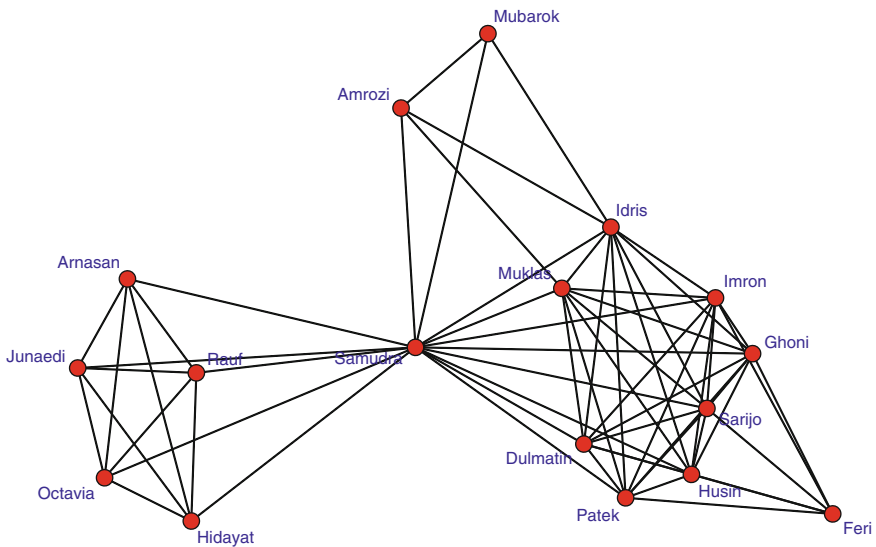 Mubarok
Amrozi
Idris
Arnasan
Muklas
Imron
Ghoni
Junaedi
Rauf
Samudra
Sarijo
Dulmatin
Octavia
Husin
Patek
Feri
Hidayat